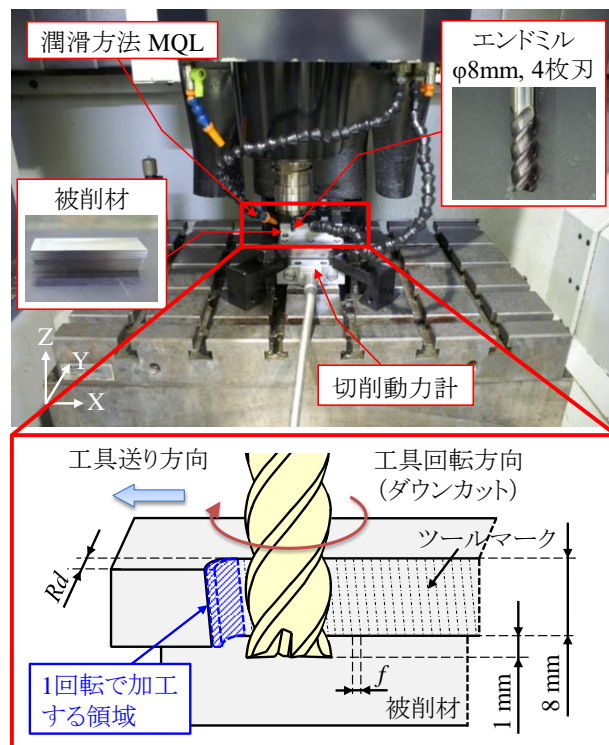 潤滑方法 MQL
エンドミル
φ8mm, 4枚刃
被削材
Z
Y
X
切削動力計
工具送り方向
工具回転方向
(ダウンカット)
ツールマーク
Rd
1回転で加工
する領域
f
被削材
1 mm
8 mm